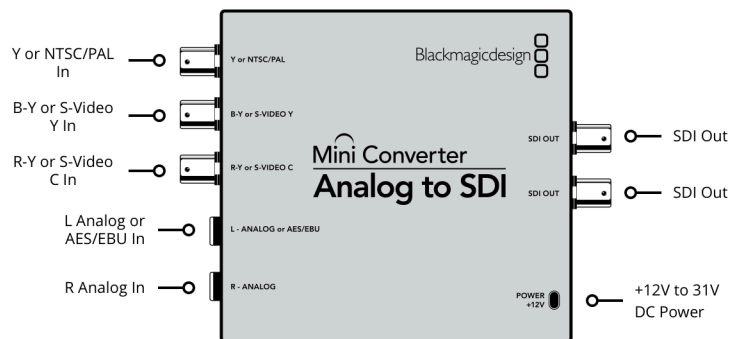 Y or NTSC/PAL
In
B-Y or S-Video
Y In
R-Y or S-Video
C In
L Analog or
AES/EBU In
R Analog In
Y or NTSC/PAL
B-Y or S-VIDEO Y
R-Y or S-VIDEO C
L - ANALOG or AES/EBU
R - ANALOG
Blackmagicdesign
Mini Converter
Analog to SDI
SDI OUT
SDI OUT
POWER
+12V
SDI Out
SDI Out
+12V to 31V
DC Power